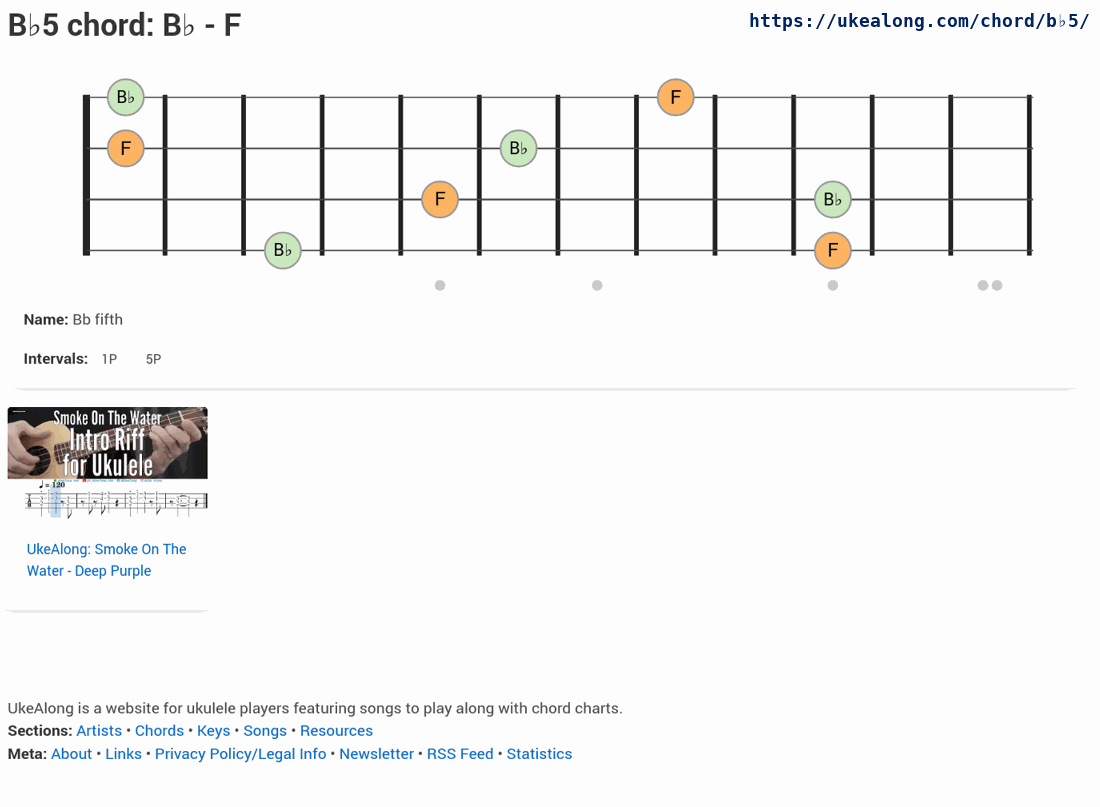 B♭5 chord: B♭ - F
https://ukealong.com/chord/b♭5/
B♭ F
F B♭
F B♭
B♭ F
Name: Bb fifth
Intervals: 1P 5P
Smoke On The Water
Intro Riff
for Ukulele
♩ = 120
UkeAlong: Smoke On The
Water - Deep Purple
UkeAlong is a website for ukulele players featuring songs to play along with chord charts.
Sections: Artists • Chords • Keys • Songs • Resources
Meta: About • Links • Privacy Policy/Legal Info • Newsletter • RSS Feed • Statistics